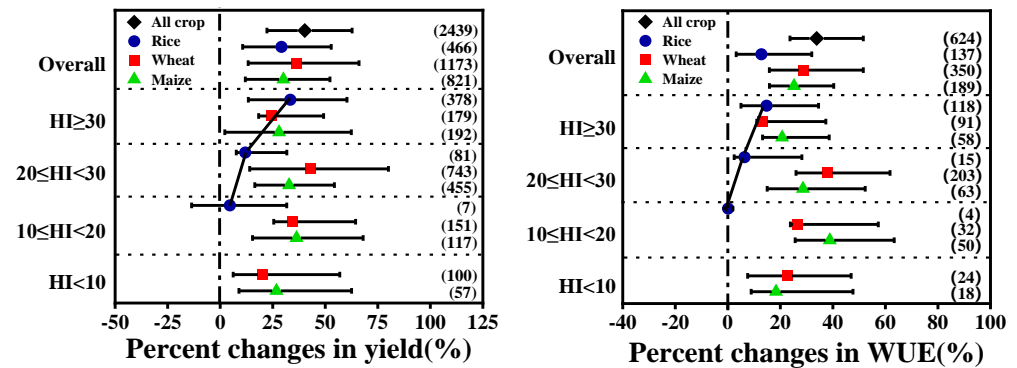 All crop
Rice
Wheat
Maize
(2439)
(466)
(1173)
(821)
(378)
(179)
(192)
(81)
(743)
(455)
(7)
(151)
(117)
(100)
(57)
Overall
HI≥30
20≤HI<30
10≤HI<20
HI<10
-50 -25 0 25 50 75 100 125
Percent changes in yield(%)
All crop
Rice
Wheat
Maize
(624)
(137)
(350)
(189)
(118)
(91)
(58)
(15)
(203)
(63)
(4)
(32)
(50)
(24)
(18)
Overall
HI≥30
20≤HI<30
10≤HI<20
HI<10
-40 -20 0 20 40 60 80 100
Percent changes in WUE(%)